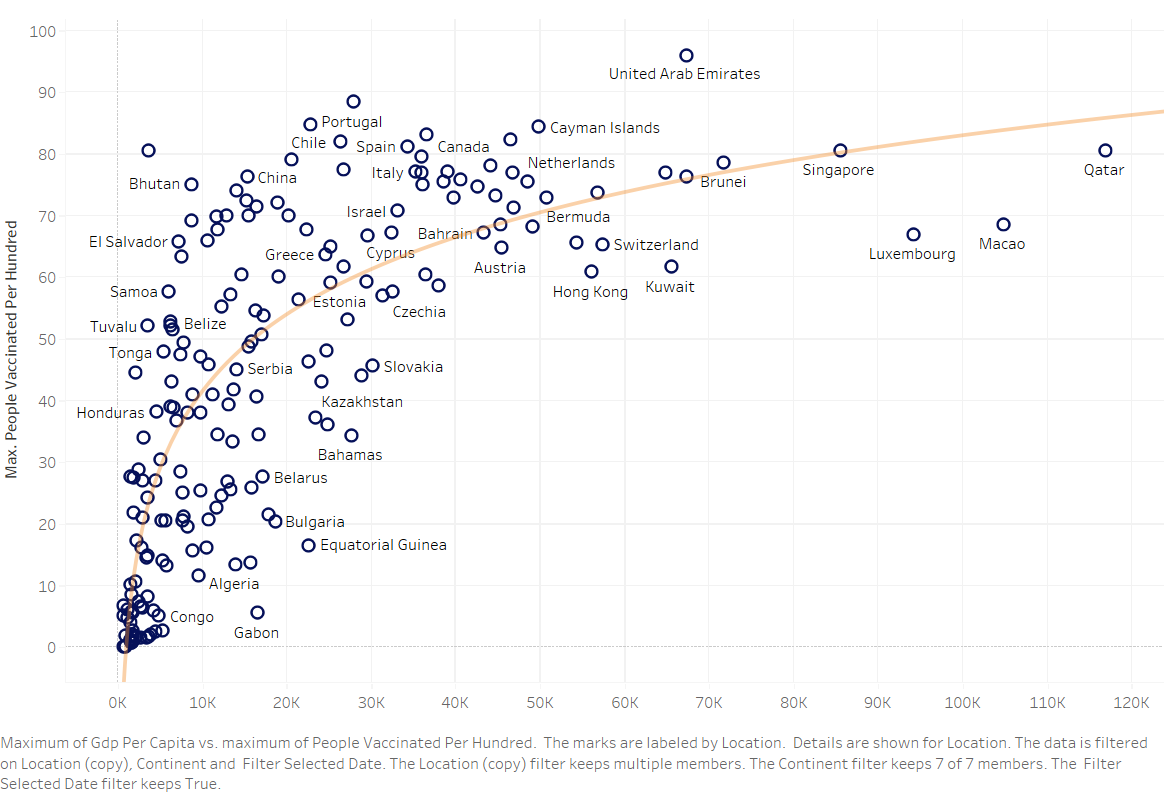 100
90
80
70
60
50
40
30
20
10
0
Max. People Vaccinated Per Hundred
United Arab Emirates
Portugal
Cayman Islands
Chile
Spain
Canada
Netherlands
Bhutan
China
Italy
Brunei
Singapore
Qatar
Israel
Bermuda
El Salvador
Bahrain
Greece
Cyprus
Austria
Switzerland
Luxembourg
Macao
Samoa
Estonia
Czechia
Hong Kong
Kuwait
Tuvalu
Belize
Tonga
Serbia
Slovakia
Honduras
Kazakhstan
Bahamas
Belarus
Bulgaria
Equatorial Guinea
Algeria
Congo
Gabon
0K 10K 20K 30K 40K 50K 60K 70K 80K 90K 100K 110K 120K
Maximum of Gdp Per Capita vs. maximum of People Vaccinated Per Hundred. The marks are labeled by Location. Details are shown for Location. The data is filtered
on Location (copy), Continent and Filter Selected Date. The Location (copy) filter keeps multiple members. The Continent filter keeps 7 of 7 members. The Filter
Selected Date filter keeps True.